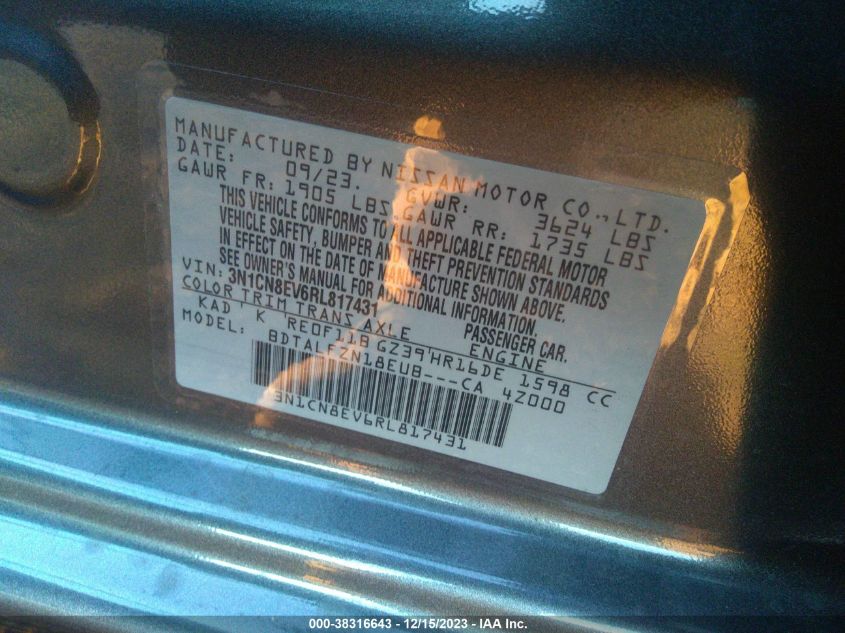 MANUFACTURED BY NISSAN MOTOR CO., LTD.
DATE: 09/23. GVWR: 3624 LBS
GAWR FR: 1905 LBS. GAWR RR: 1735 LBS
THIS VEHICLE CONFORMS TO ALL APPLICABLE FEDERAL MOTOR
VEHICLE SAFETY, BUMPER AND THEFT PREVENTION STANDARDS
IN EFFECT ON THE DATE OF MANUFACTURE SHOWN ABOVE.
SEE OWNER'S MANUAL FOR ADDITIONAL INFORMATION.
VIN: 3N1CN8EV6RL817431 PASSENGER CAR.
COLOR TRIM TRANS AXLE ENGINE
KAD K RE0F11B GZ39 HR16DE 1598 CC
MODEL: BDTALFZN18EUB---CA 4Z000
3N1CN8EV6RL817431
000-38316643 - 12/15/2023 - IAA Inc.